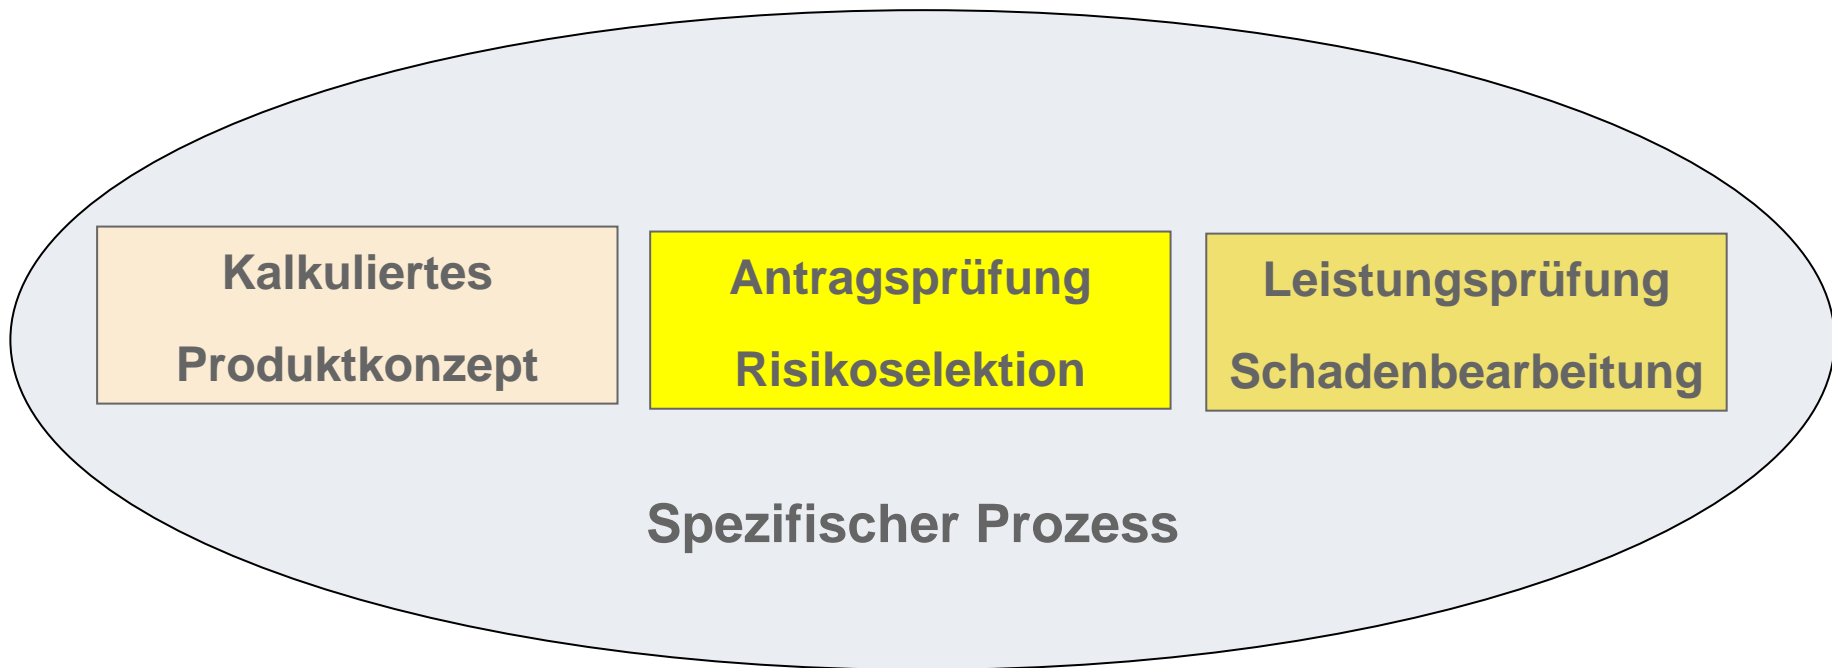 Kalkuliertes
Produktkonzept
Antragsprüfung
Risikoselektion
Leistungsprüfung
Schadenbearbeitung
Spezifischer Prozess